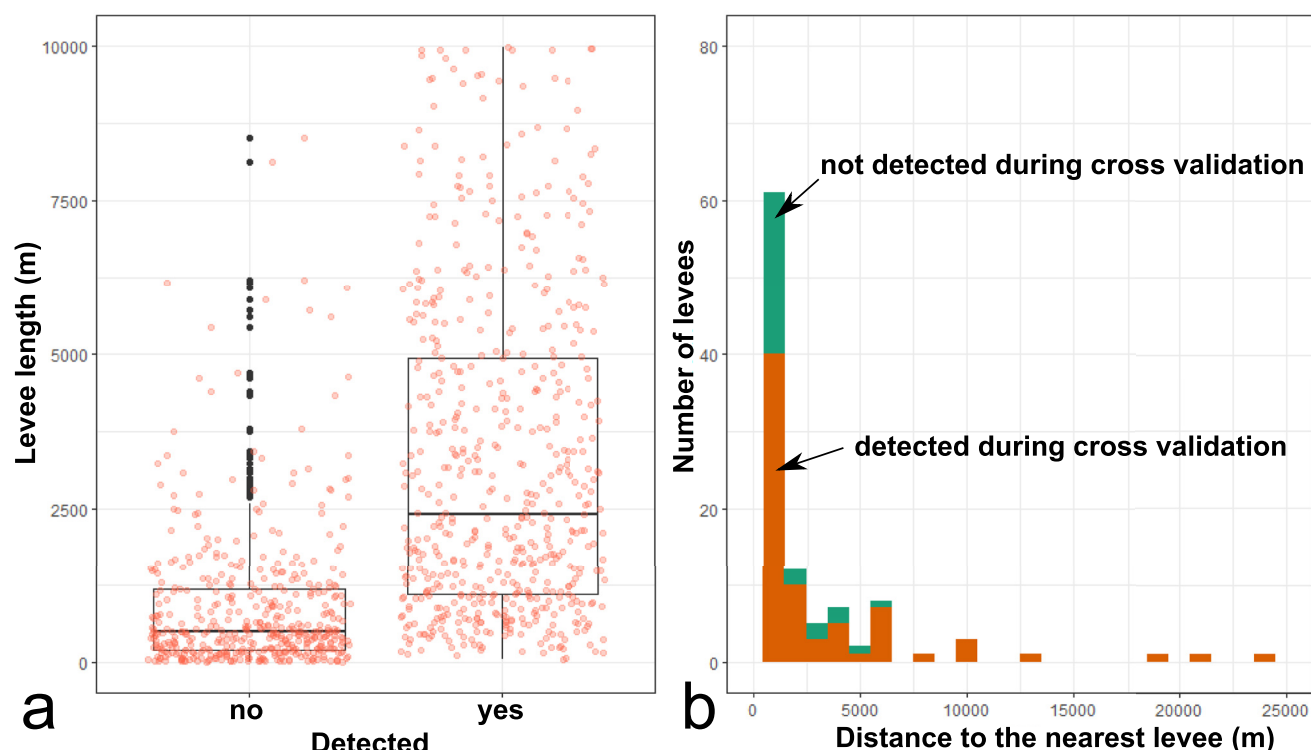 10000
7500
5000
2500
0
Levee length (m)
no
yes
Detected
a
80
60
40
20
0
Number of levees
not detected during cross validation
detected during cross validation
0
5000
10000
15000
20000
25000
Distance to the nearest levee (m)
b